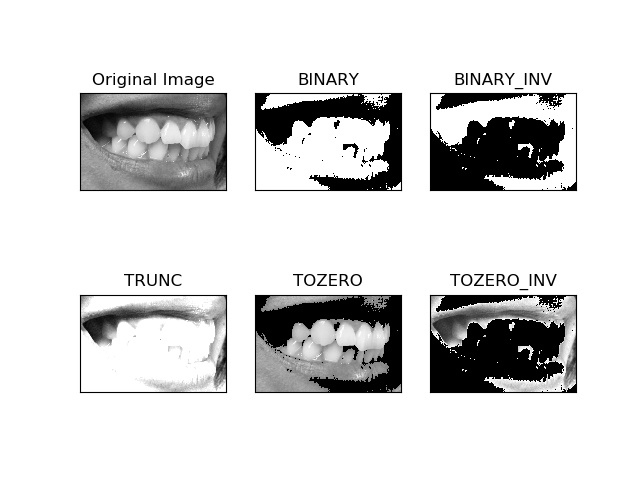 Original Image
BINARY
BINARY_INV
TRUNC
TOZERO
TOZERO_INV